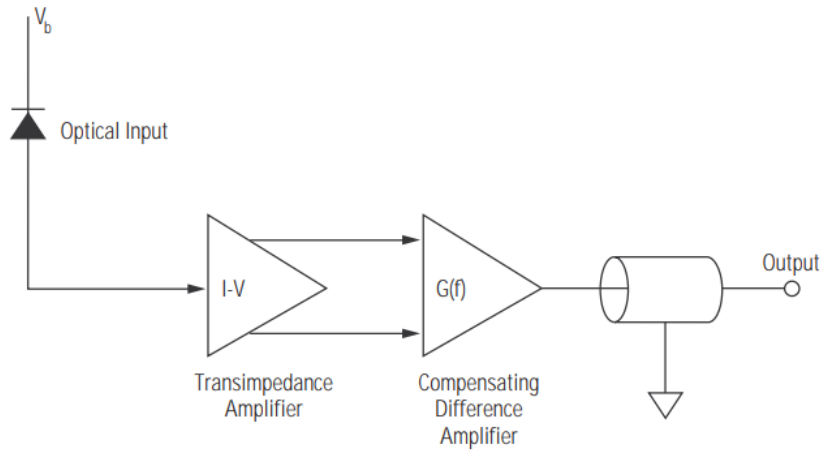 Vb
Optical Input
I-V
G(f)
Output
Transimpedance
Amplifier
Compensating
Difference
Amplifier